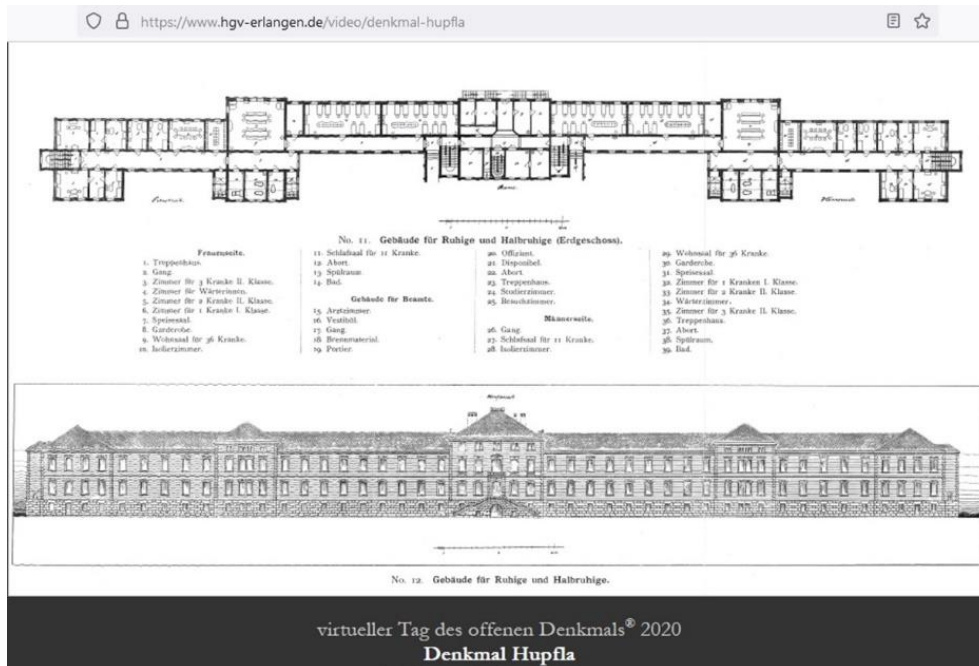 https://www.hgv-erlangen.de/video/denkmal-hupfla
No. 11. Gebäude für Ruhige und Halbruhige (Erdgeschoss).
Frauenseite.
1. Treppenhaus.
2. Gang.
3. Zimmer für 3 Kranke II. Klasse.
4. Zimmer für Wärterinnen.
5. Zimmer für 2 Kranke II. Klasse.
6. Zimmer für 1 Kranke I. Klasse.
7. Speisesaal.
8. Garderobe.
9. Wohnsaal für 36 Kranke.
10. Isolierzimmer.
11. Schlafsaal für 11 Kranke.
12. Abort.
13. Spülraum
14. Bad.
Gebäude für Beamte.
15. Arztzimmer.
16. Vestibül.
17. Gang.
18. Brennmaterial.
19. Portier.
20. Offiziant.
21. Disponibel.
22. Abort.
23. Treppenhaus.
24. Studierzimmer.
25. Besuchzimmer.
Männerseite.
26. Gang.
27. Schlafsaal für 11 Kranke.
28. Isolierzimmer.
29. Wohnsaal für 36 Kranke.
30. Garderobe.
31. Speisesaal.
32. Zimmer für 1 Kranken I. Klasse.
33. Zimmer für 2 Kranke II. Klasse.
34. Wärterzimmer.
35. Zimmer für 3 Kranke II. Klasse.
36. Treppenhaus.
37. Abort.
38. Spülraum.
39. Bad.
No. 12. Gebäude für Ruhige und Halbruhige.
virtueller Tag des offenen Denkmals® 2020
Denkmal Hupfla